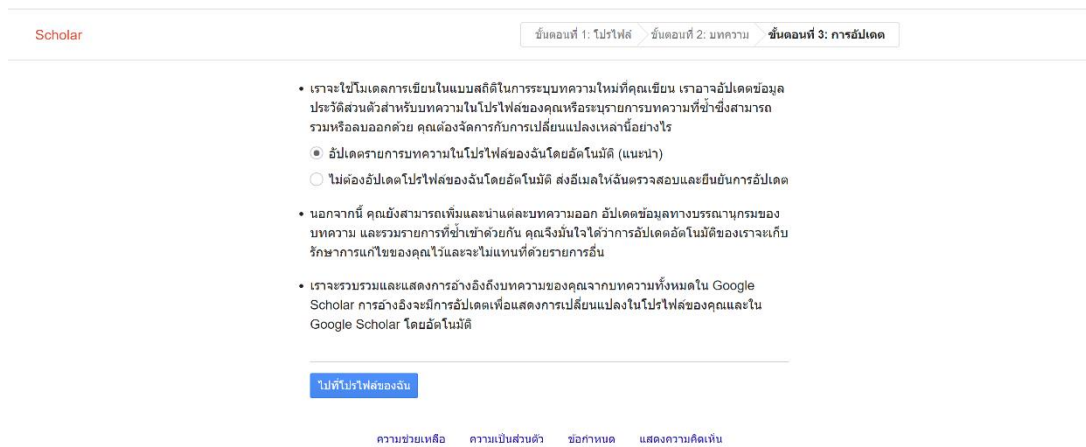 Scholar
ขั้นตอนที่ 1: โปรไฟล์ ขั้นตอนที่ 2: บทความ ขั้นตอนที่ 3: การอัปเดต
• เราจะใช้โมเดลการเขียนในแบบสถิติในการระบุบทความใหม่ที่คุณเขียน เราอาจอัปเดตข้อมูล
ประวัติส่วนตัวสำหรับบทความในโปรไฟล์ของคุณหรือระบุรายการบทความที่ซ้ำซึ่งสามารถ
รวมหรือลบออกด้วย คุณต้องจัดการกับการเปลี่ยนแปลงเหล่านี้อย่างไร
อัปเดตรายการบทความในโปรไฟล์ของฉันโดยอัตโนมัติ (แนะนำ)
ไม่ต้องอัปเดตโปรไฟล์ของฉันโดยอัตโนมัติ ส่งอีเมลให้ฉันตรวจสอบและยืนยันการอัปเดต
• นอกจากนี้ คุณยังสามารถเพิ่มและนำแต่ละบทความออก อัปเดตข้อมูลทางบรรณานุกรมของ
บทความ และรวมรายการที่ซ้ำเข้าด้วยกัน คุณจึงมั่นใจได้ว่าการอัปเดตอัตโนมัติของเราจะเก็บ
รักษาการแก้ไขของคุณไว้และจะไม่แทนที่ด้วยรายการอื่น
• เราจะรวบรวมและแสดงการอ้างอิงถึงบทความของคุณจากบทความทั้งหมดใน Google
Scholar การอ้างอิงจะมีการอัปเดตเพื่อแสดงการเปลี่ยนแปลงในโปรไฟล์ของคุณและใน
Google Scholar โดยอัตโนมัติ
ไปที่โปรไฟล์ของฉัน
ความช่วยเหลือ ความเป็นส่วนตัว ข้อกำหนด แสดงความคิดเห็น